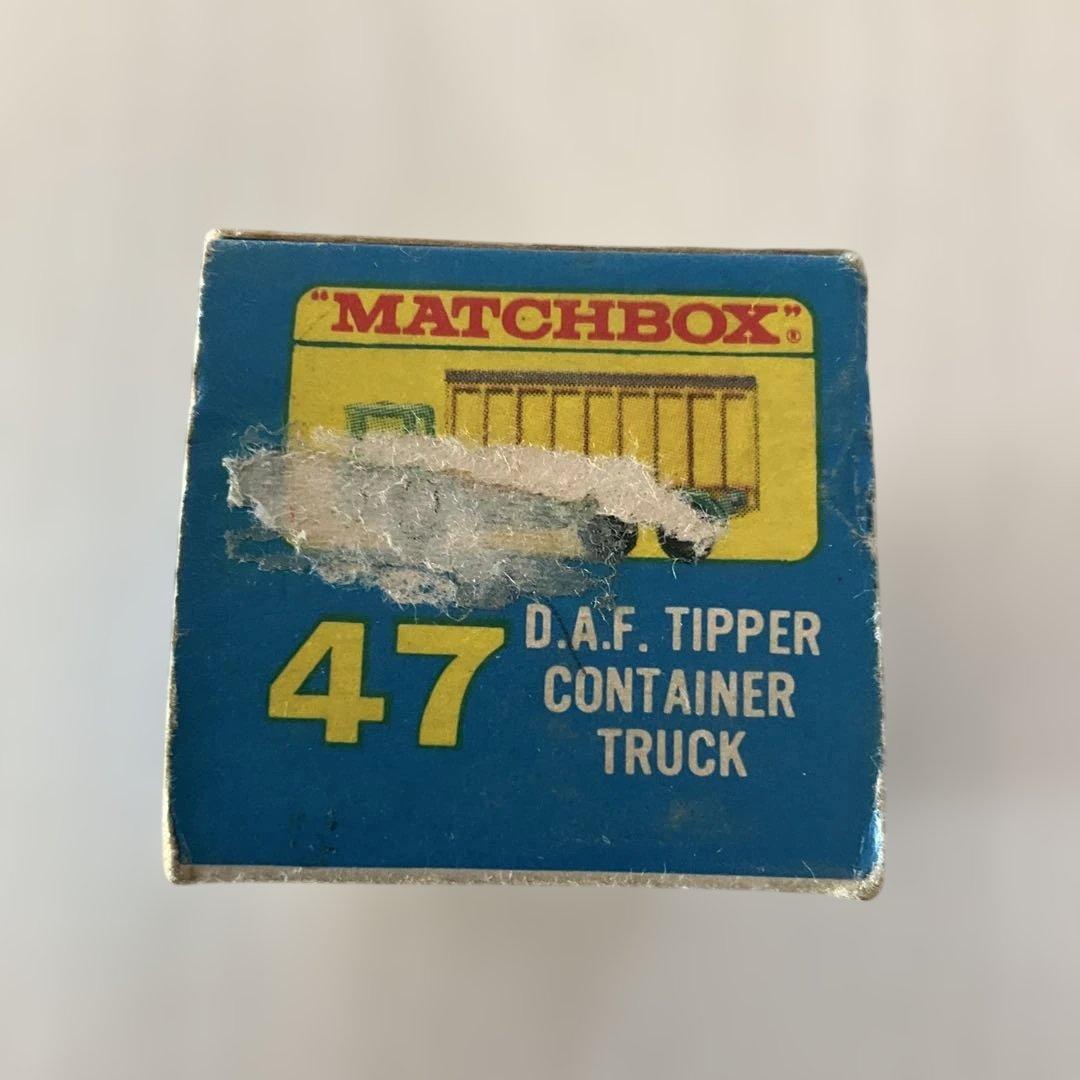 "MATCHBOX"®
47
D.A.F. TIPPER
CONTAINER
TRUCK